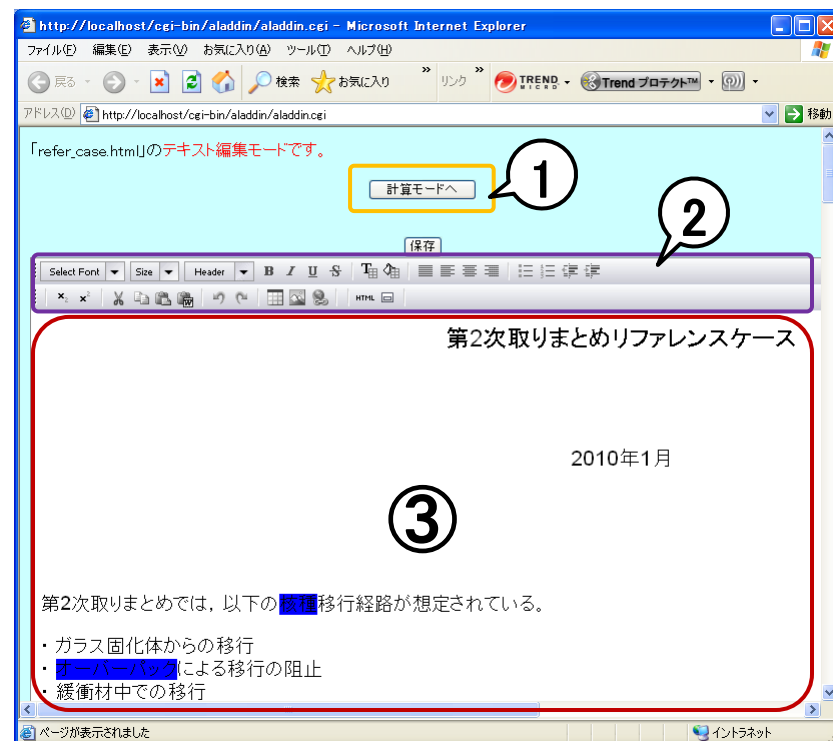 http://localhost/cgi-bin/aladdin/aladdin.cgi - Microsoft Internet Explorer
ファイル(F) 編集(E) 表示(V) お気に入り(A) ツール(T) ヘルプ(H)
戻る 検索 お気に入り » リンク » TREND MICRO Trend プロテクト™
アドレス(D) http://localhost/cgi-bin/aladdin/aladdin.cgi 移動
「refer_case.html」のテキスト編集モードです。
計算モードへ
1
2
保存
Select Font Size Header B I U S
HTML
第2次取りまとめリファレンスケース
2010年1月
③
第2次取りまとめでは, 以下の核種移行経路が想定されている。
・ガラス固化体からの移行
・オーバーパックによる移行の阻止
・緩衝材中での移行
ページが表示されました イントラネット